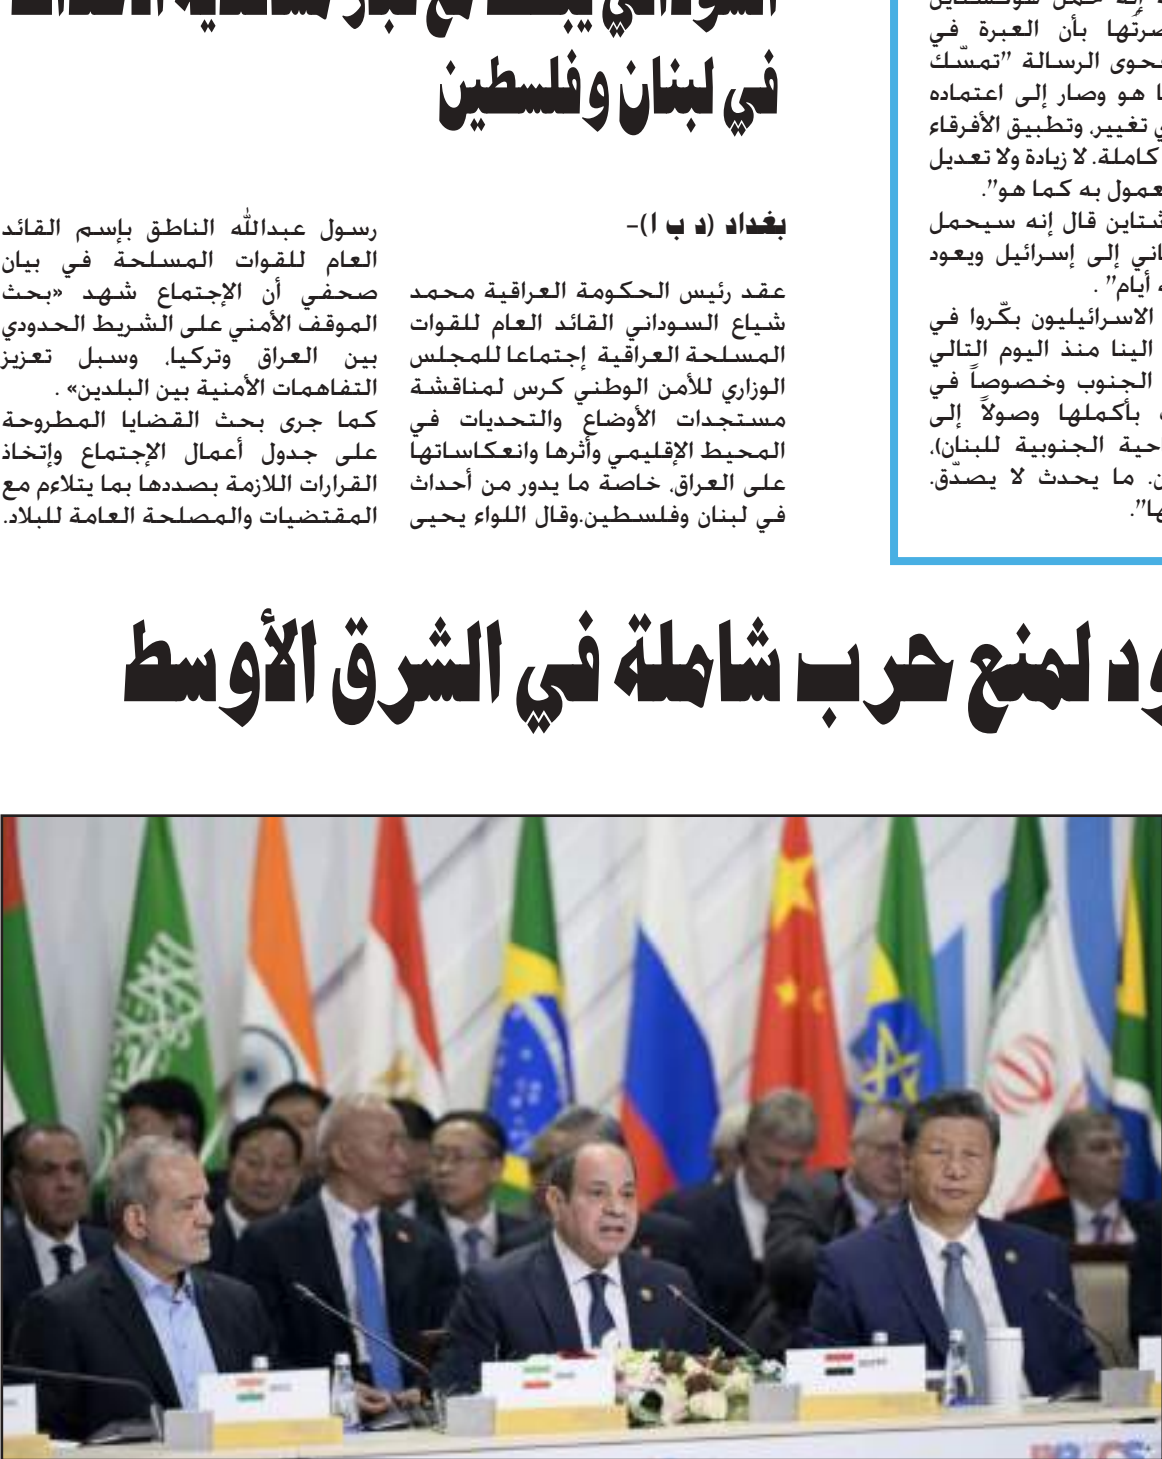 صرتها بأن العبرة في
الرسالة ”تمسّك
هو وصار إلى اعتماده
تغيير، وتطبيق الأفرقاء
كاملة. لا زيادة ولا تعديل
به كما هو”.
قال إنه سيحمل
إلى إسرائيل ويعود
أيام” .
الاسرائيليون بكّروا في
الينا منذ اليوم التالي
الجنوب وخصوصاً في
بأكملها وصولاً إلى
الجنوبية للبنان)،
ما يحدث لا يصدّق.
في لبنان وفلسطين
بغداد (د ب ا)–
عقد رئيس الحكومة العراقية محمد
شياع السوداني القائد العام للقوات
المسلحة العراقية إجتماعا للمجلس
الوزاري للأمن الوطني كرس لمناقشة
مستجدات الأوضاع والتحديات في
المحيط الإقليمي وأثرها وانعكاساتها
على العراق، خاصة ما يدور من أحداث
في لبنان وفلسطين.وقال اللواء يحيى
رسول عبدالله الناطق بإسم القائد
العام للقوات المسلحة في بيان
صحفي أن الإجتماع شهد «بحث
الموقف الأمني على الشريط الحدودي
بين العراق وتركيا، وسبل تعزيز
التفاهمات الأمنية بين البلدين» .
كما جرى بحث القضايا المطروحة
على جدول أعمال الإجتماع وإتخاذ
القرارات اللازمة بصددها بما يتلاءم مع
المقتضيات والمصلحة العامة للبلاد.
لمنع حرب شاملة في الشرق الأوسط